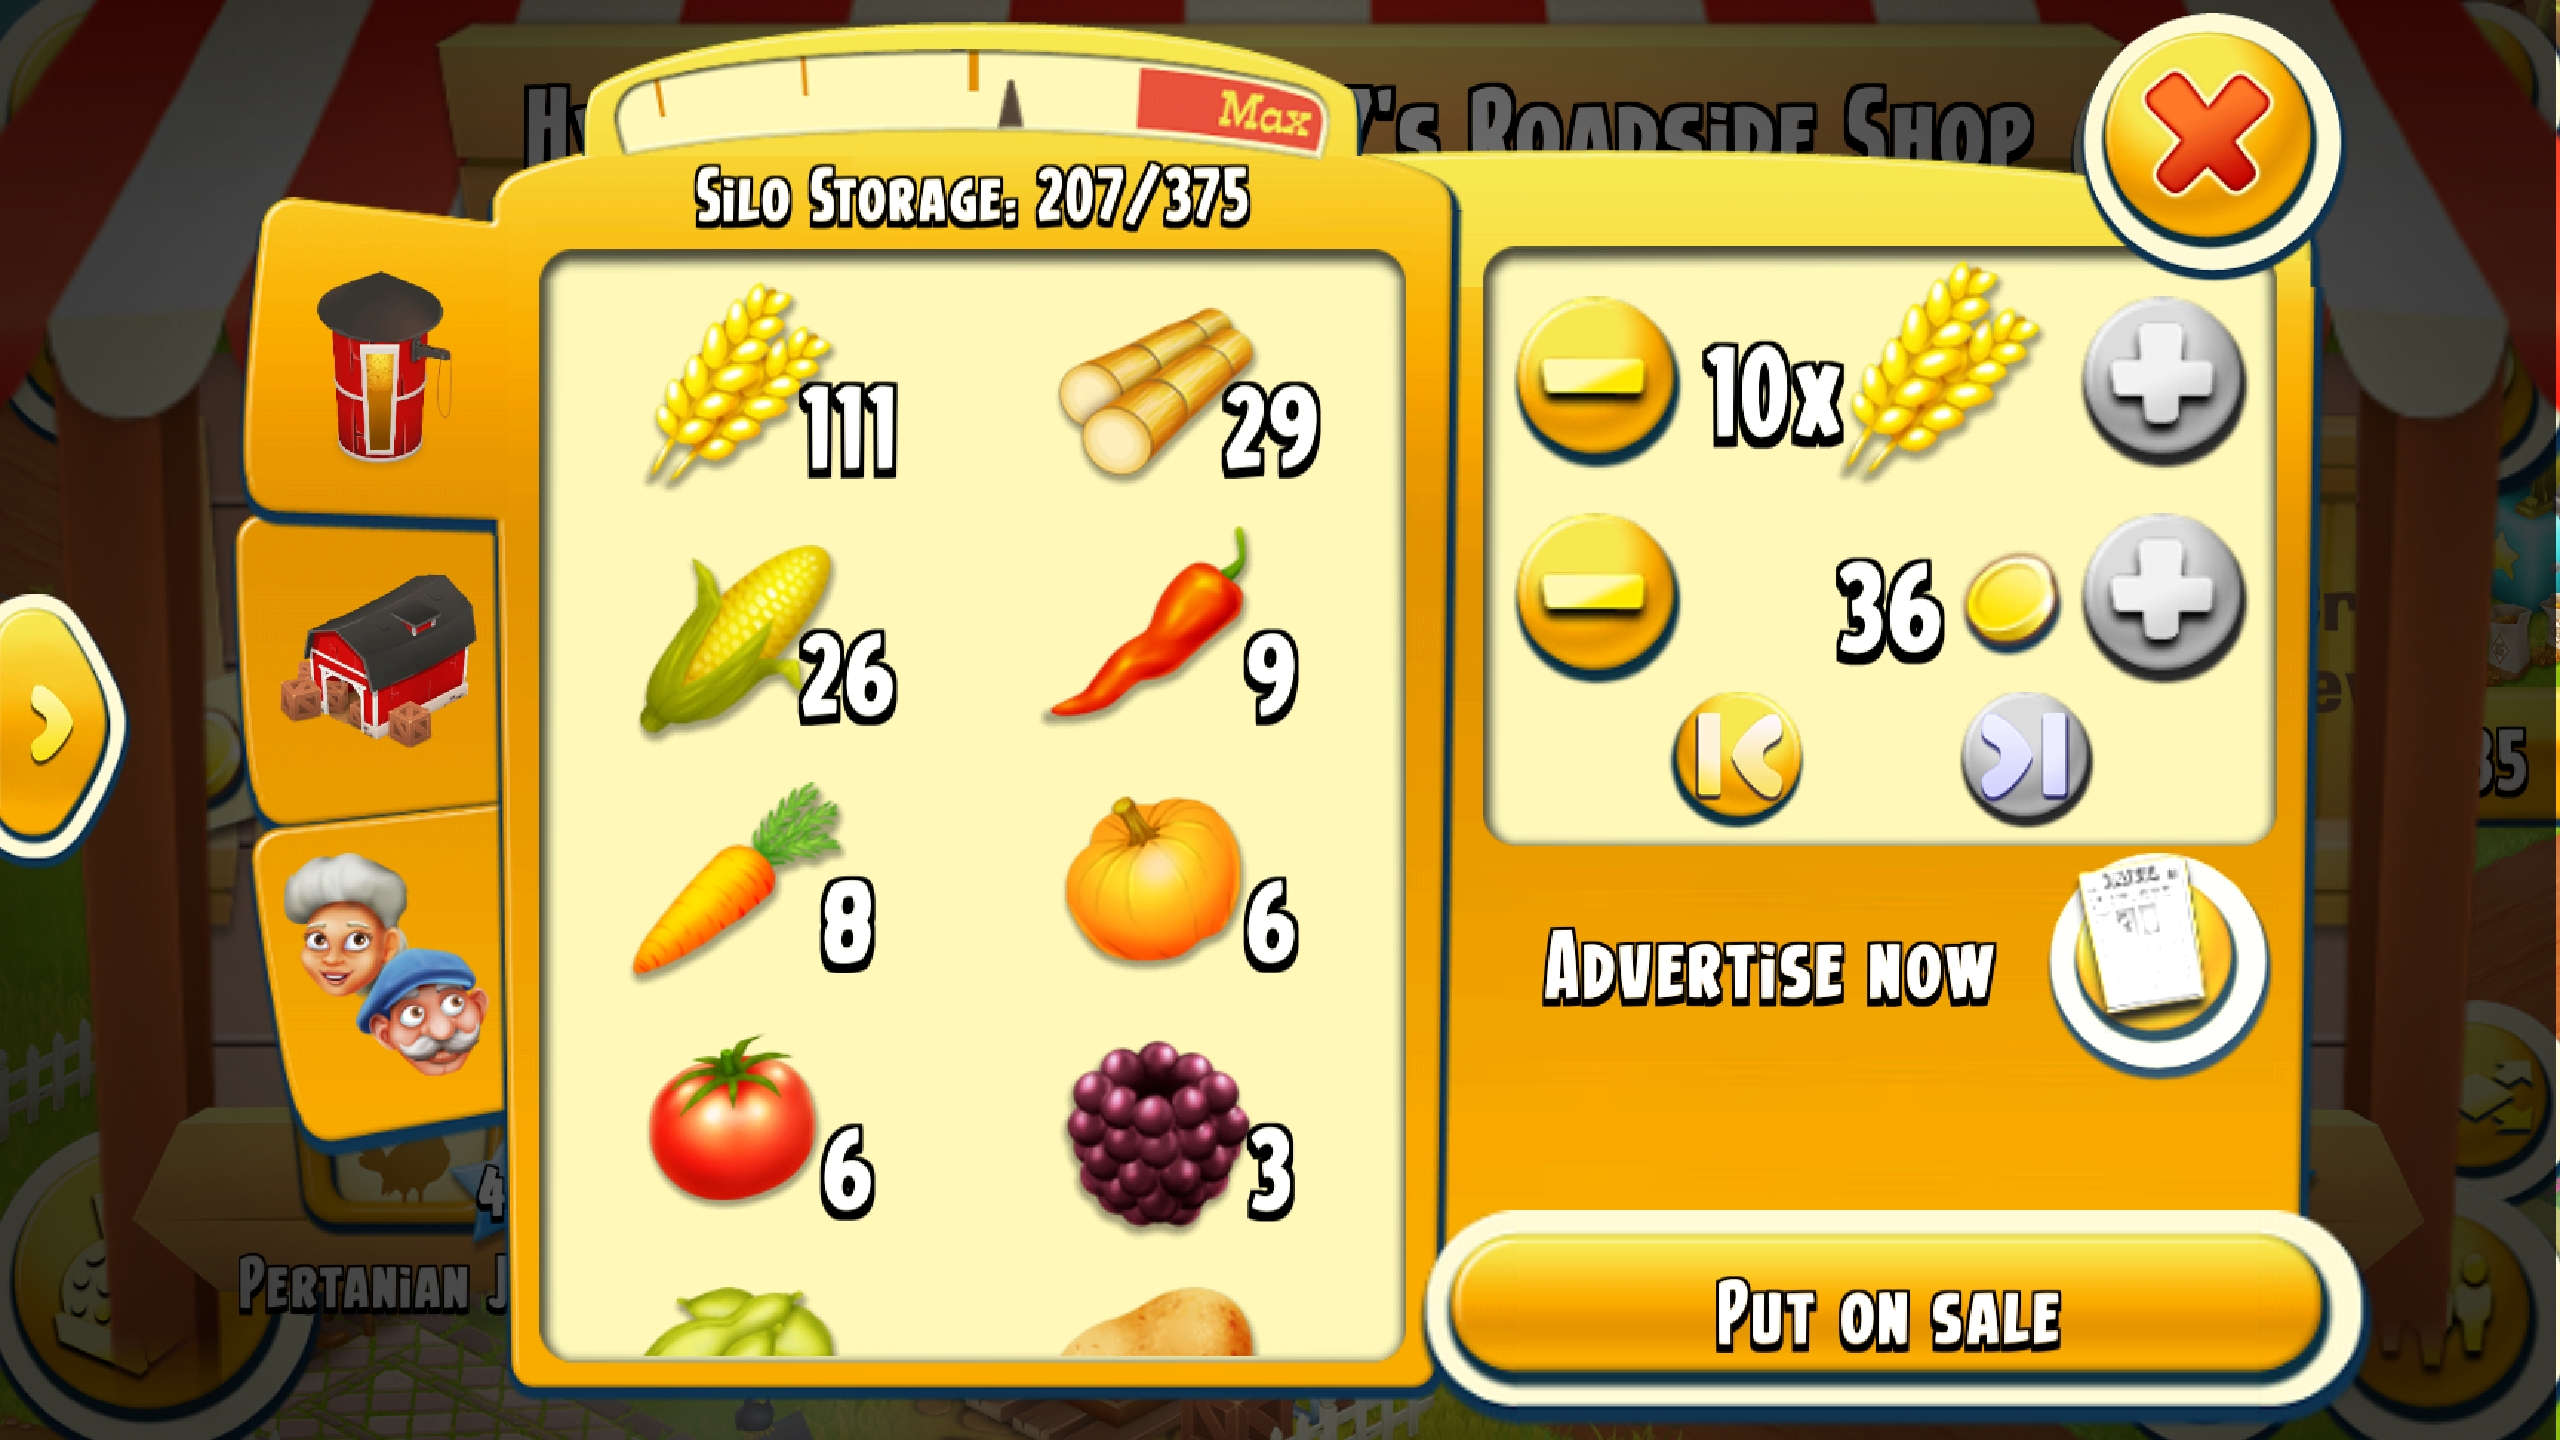 's Roadside Shop
Max
Silo Storage: 207/375
111
29
10x
26
9
36
8
6
Advertise now
6
3
Pertanian
Put on sale